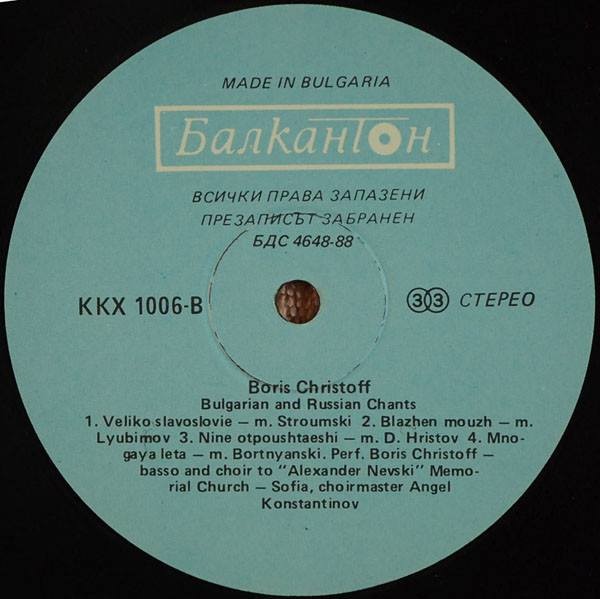 MADE IN BULGARIA
Балкантон
ВСИЧКИ ПРАВА ЗАПАЗЕНИ
ПРЕЗАПИСЪТ ЗАБРАНЕН
БДС 4648-88
ККХ 1006-В
33 СТЕРЕО
Boris Christoff
Bulgarian and Russian Chants
1. Veliko slavoslovie – m. Stroumski 2. Blazhen mouzh – m.
Lyubimov 3. Nine otpoushtaeshi – m. D. Hristov 4. Mno-
gaya leta – m. Bortnyanski. Perf. Boris Christoff –
basso and choir to “Alexander Nevski” Memo-
rial Church – Sofia, choirmaster Angel
Konstantinov